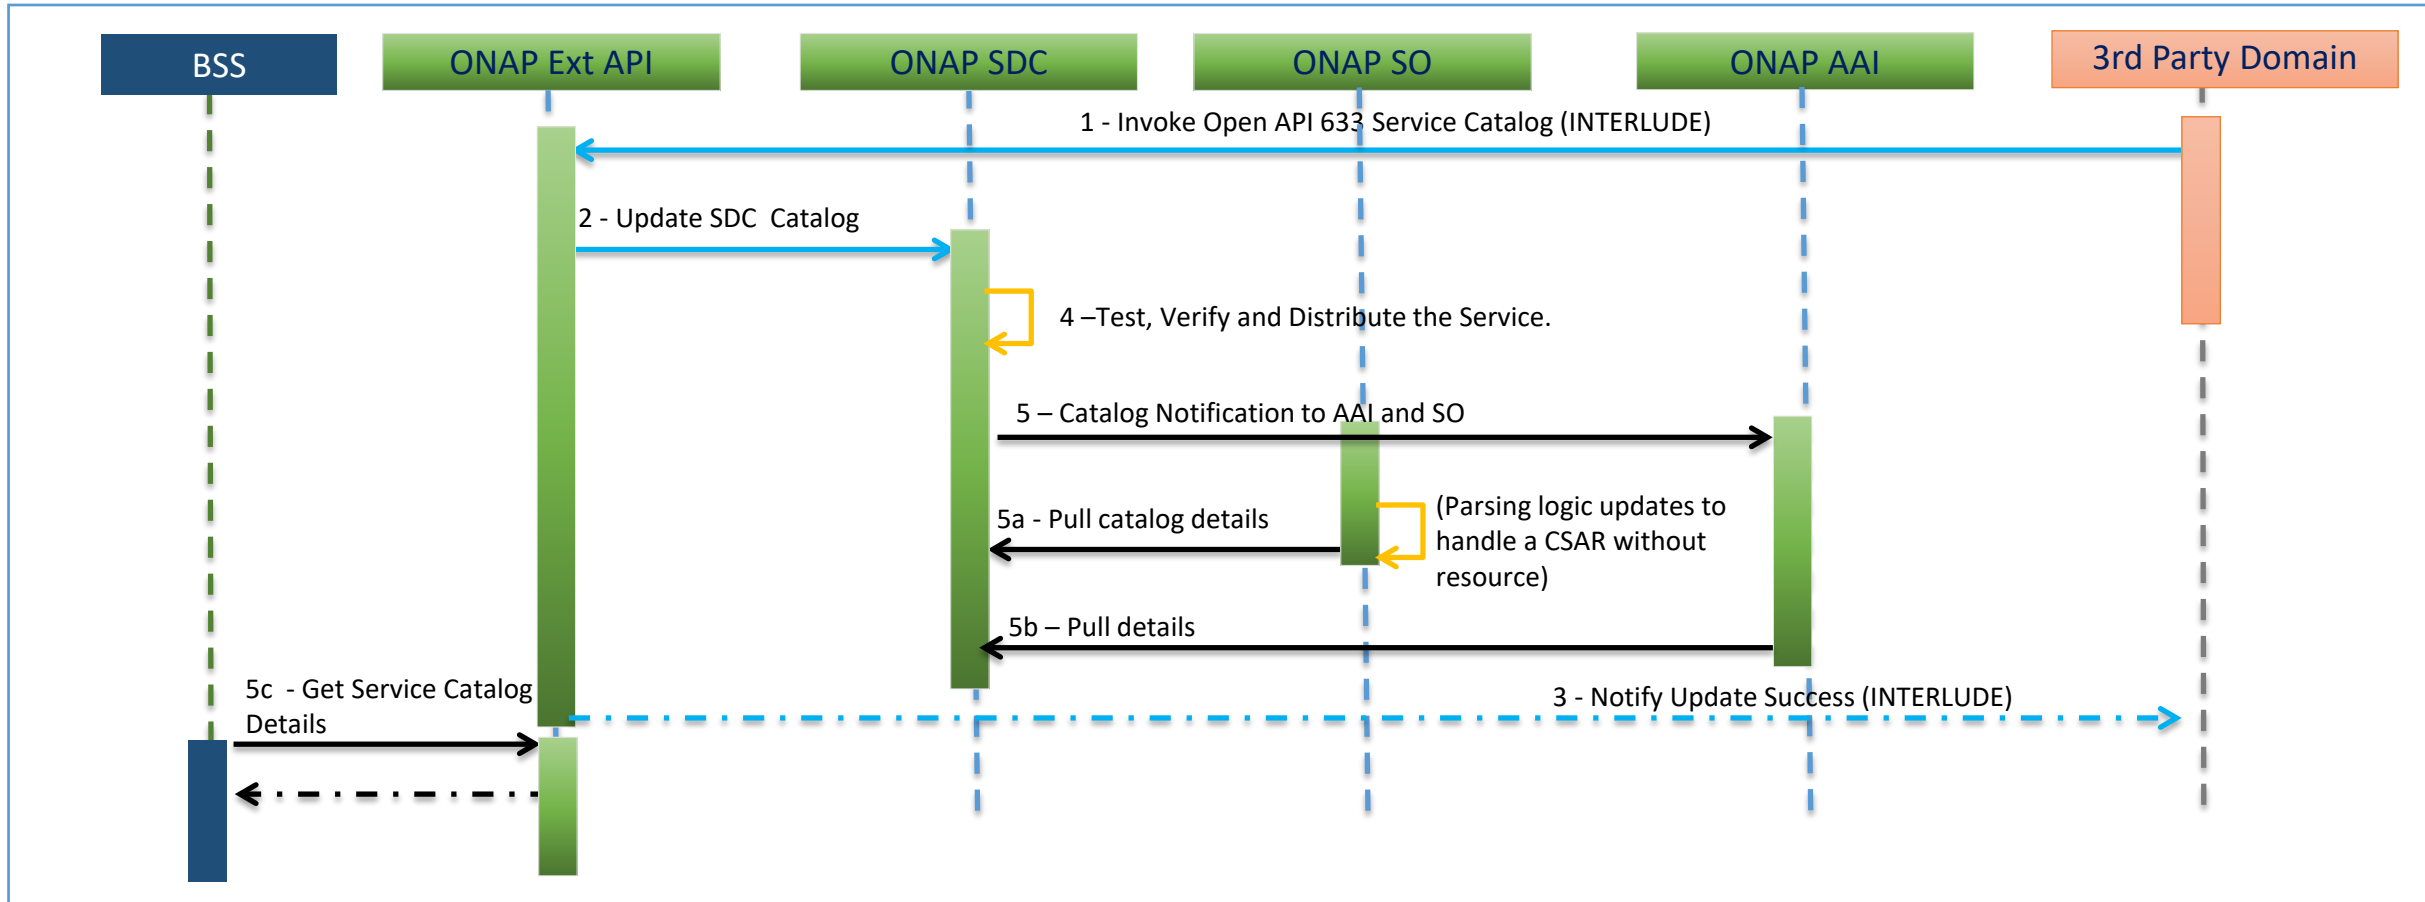 BSS
ONAP Ext API
ONAP SDC
ONAP SO
ONAP AAI
3rd Party Domain
1 - Invoke Open API 633 Service Catalog (INTERLUDE)
2 - Update SDC  Catalog
4 –Test, Verify and Distribute the Service.
5 – Catalog Notification to AAI and SO
5a - Pull catalog details
(Parsing logic updates to
handle a CSAR without
resource)
5b – Pull details
5c  - Get Service Catalog
Details
3 - Notify Update Success (INTERLUDE)